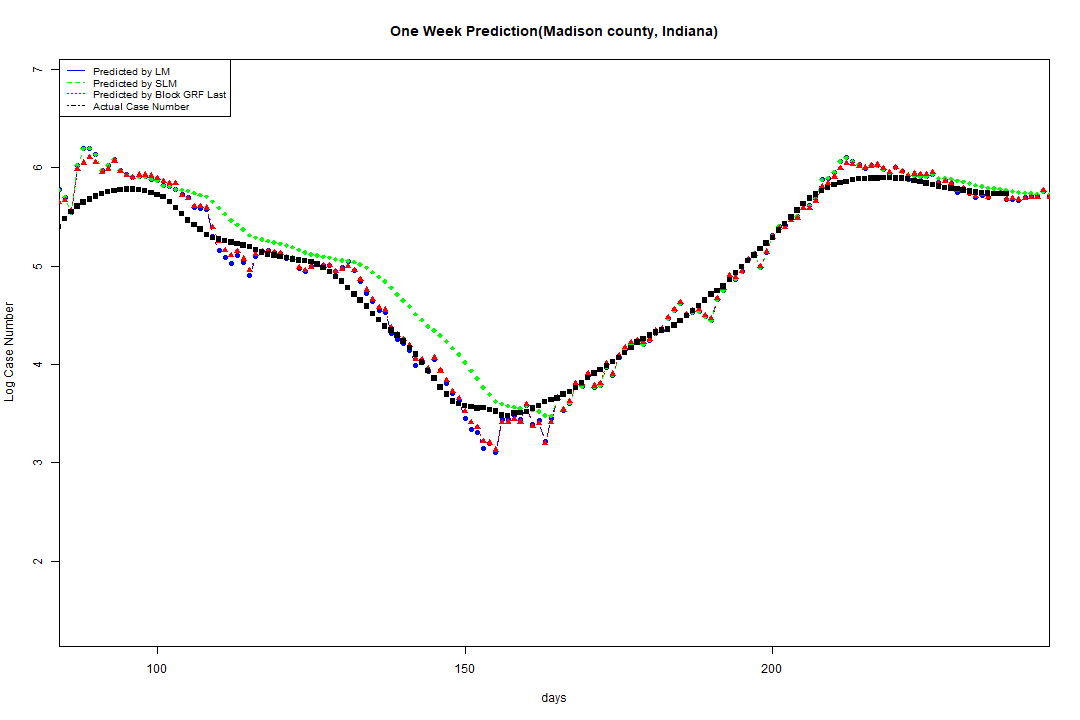 One Week Prediction(Madison county, Indiana)
Predicted by LM
Predicted by SLM
Predicted by Block GRF Last
Actual Case Number
7
6
5
4
3
2
Log Case Number
100
150
200
days